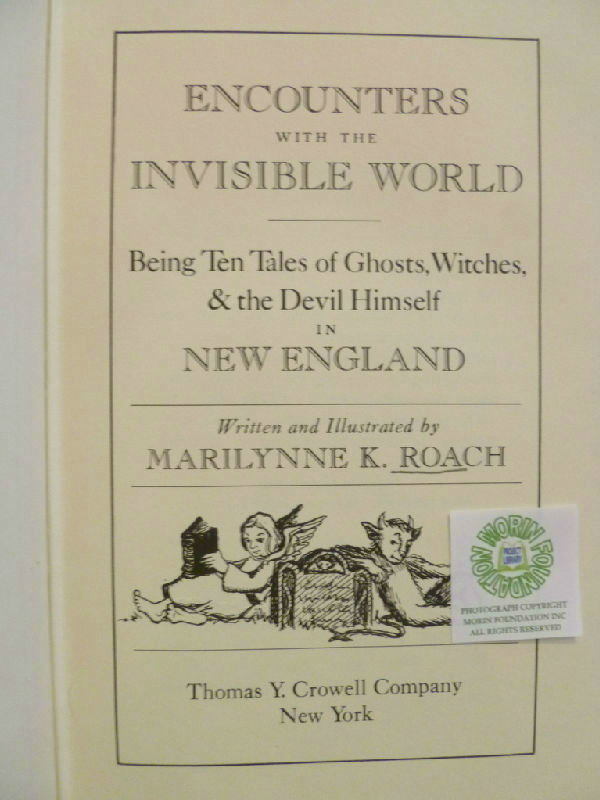 ENCOUNTERS
WITH THE
INVISIBLE WORLD
Being Ten Tales of Ghosts, Witches,
& the Devil Himself
IN
NEW ENGLAND
Written and Illustrated by
MARILYNNE K. ROACH
MORIN FOUNDATION
PROJECT
LIBRARY
PHOTOGRAPH COPYRIGHT
MORIN FOUNDATION INC
ALL RIGHTS RESERVED
Thomas Y. Crowell Company
New York